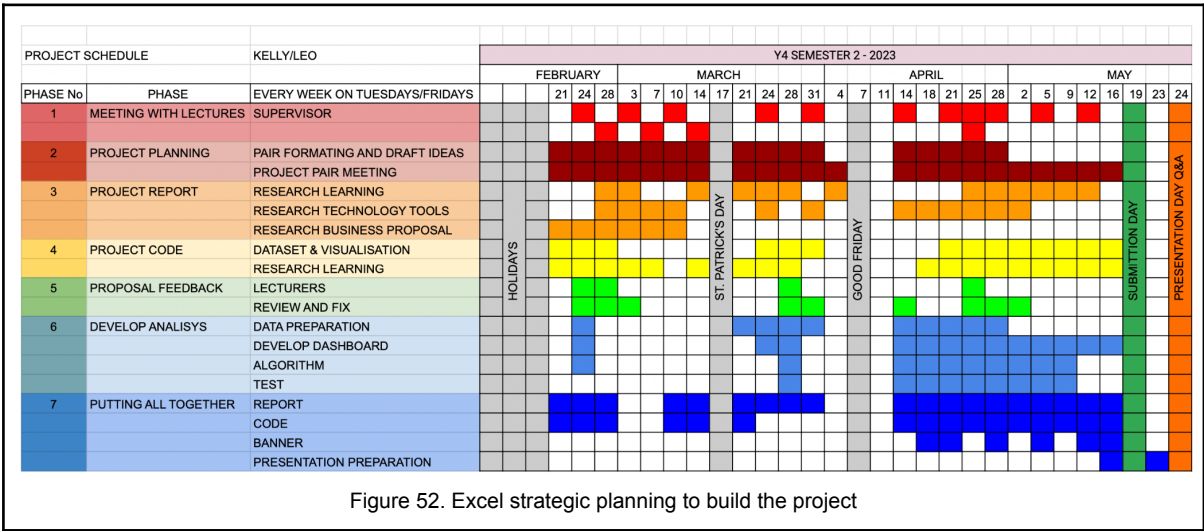 PROJECT SCHEDULE KELLY/LEO Y4 SEMESTER 2 - 2023
FEBRUARY MARCH APRIL MAY
PHASE No PHASE EVERY WEEK ON TUESDAYS/FRIDAYS 21 24 28 3 7 10 14 17 21 24 28 31 4 7 11 14 18 21 25 28 2 5 9 12 16 19 23 24
1 MEETING WITH LECTURES SUPERVISOR
2 PROJECT PLANNING PAIR FORMATING AND DRAFT IDEAS
PROJECT PAIR MEETING
3 PROJECT REPORT RESEARCH LEARNING
RESEARCH TECHNOLOGY TOOLS
RESEARCH BUSINESS PROPOSAL
4 PROJECT CODE DATASET & VISUALISATION
RESEARCH LEARNING
5 PROPOSAL FEEDBACK LECTURERS
REVIEW AND FIX
6 DEVELOP ANALISYS DATA PREPARATION
DEVELOP DASHBOARD
ALGORITHM
TEST
7 PUTTING ALL TOGETHER REPORT
CODE
BANNER
PRESENTATION PREPARATION
HOLIDAYS
ST. PATRICK'S DAY
GOOD FRIDAY
SUBMITTION DAY
PRESENTATION DAY Q&A
Figure 52. Excel strategic planning to build the project